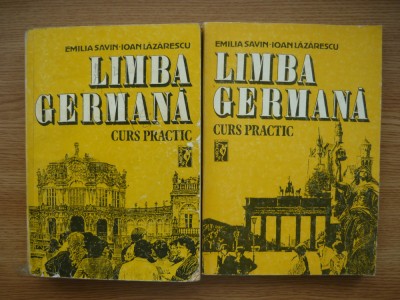 EMILIA SAVIN·IOAN LĂZĂRESCU
LIMBA
GERMANĂ
CURS PRACTIC
EMILIA SAVIN·IOAN LĂZĂRESCU
LIMBA
GERMANĂ
CURS PRACTIC